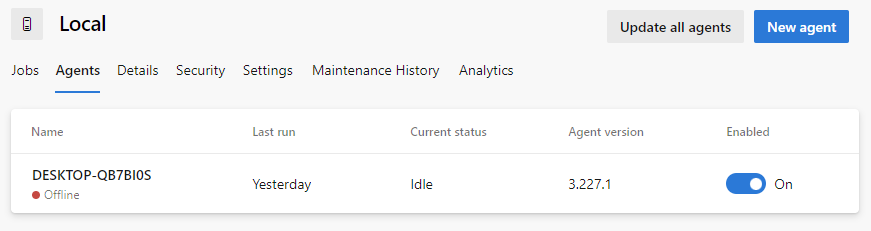 Local
Update all agents
New agent
Jobs Agents Details Security Settings Maintenance History Analytics
Name Last run Current status Agent version Enabled
DESKTOP-QB7BI0S
Offline
Yesterday Idle 3.227.1 On